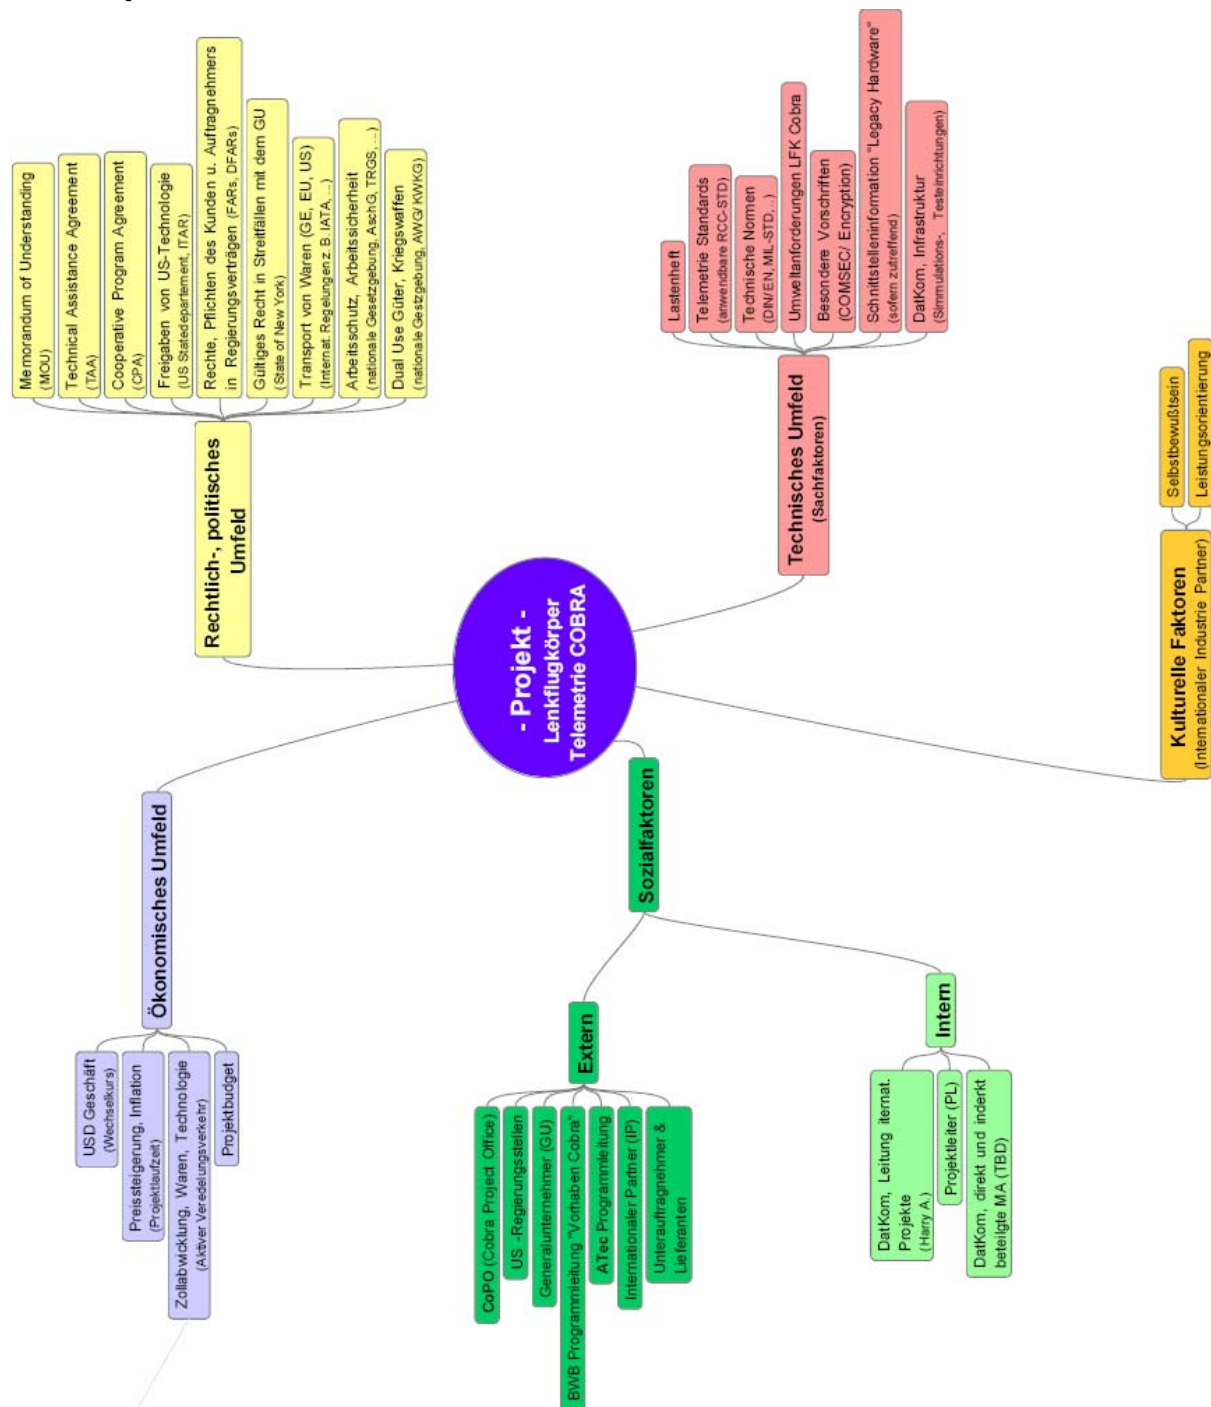 - Projekt -
Lenkflugkörper
Telemetrie COBRA
Rechtlich-, politisches
Umfeld
Memorandum of Understanding
(MOU)
Technical Assistance Agreement
(TAA)
Cooperative Program Agreement
(CPA)
Freigaben von US-Technologie
(US Statedepartement, ITAR)
Rechte, Pflichten des Kunden u. Auftragnehmers
in Regierungsverträgen (FARs, DFARs)
Gültiges Recht in Streitfällen mit dem GU
(State of New York)
Transport von Waren (GE, EU, US)
(Internat. Regelungen z. B. IATA, ...)
Arbeitsschutz, Arbeitssicherheit
(nationale Gesetzgebung, AschG, TRGS, ...)
Dual Use Güter, Kriegswaffen
(nationale Gestzgebung, AWG/ KWKG)
Technisches Umfeld
(Sachfaktoren)
Lastenheft
Telemetrie Standards
(anwendbare RCC-STD)
Technische Normen
(DIN/EN, MIL-STD,...)
Umweltanforderungen LFK Cobra
Besondere Vorschriften
(COMSEC/ Encryption)
Schnittstelleninformation "Legacy Hardware"
(sofern zutreffend)
DatKom, Infrastruktur
(Simmulations-, Testeinrichtungen)
Kulturelle Faktoren
(Internationaler Industrie Partner)
Selbstbewußtsein
Leistungsorientierung
Ökonomisches Umfeld
USD Geschäft
(Wechselkurs)
Preissteigerung, Inflation
(Projektlaufzeit)
Zollabwicklung, Waren, Technologie
(Aktiver Veredelungsverkehr)
Projektbudget
Sozialfaktoren
Extern
CoPO (Cobra Project Office)
US -Regierungsstellen
Generalunternehmer (GU)
BWB Programmleitung "Vorhaben Cobra"
ATec Programmleitung
Internationaler Partner (IP)
Unterauftragnehmer &
Lieferanten
Intern
DatKom, Leitung iternat.
Projekte
(Harry A.)
Projektleiter (PL)
DatKom, direkt und inderkt
beteiligte MA (TBD)